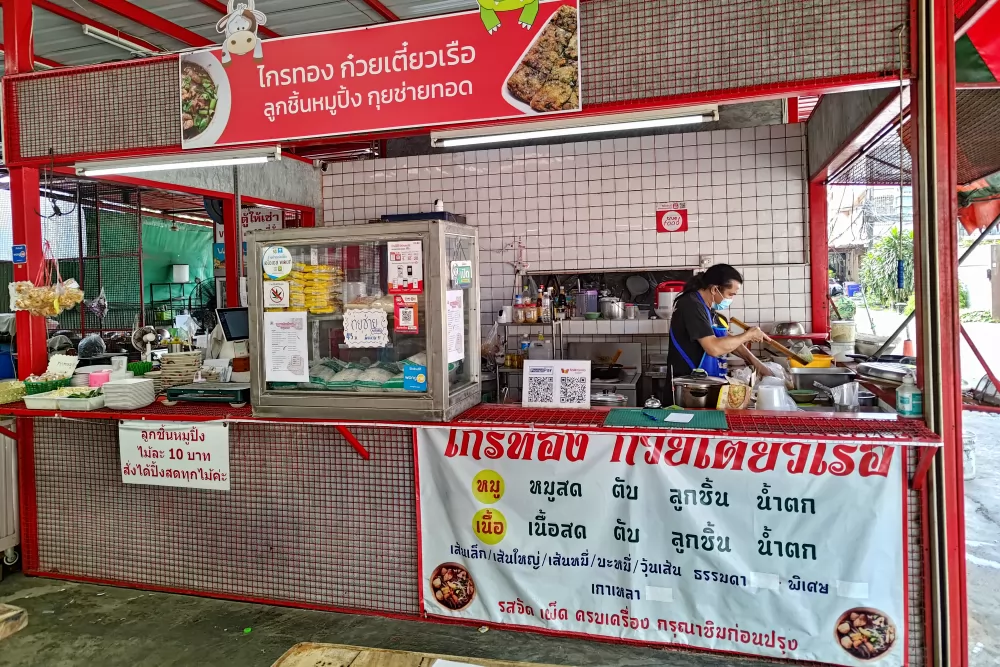 ไกรทอง ก๋วยเตี๋ยวเรือ
ลูกชิ้นหมูปิ้ง กุยช่ายทอด
ตู้ให้เช่า
true
FOOD
ลูกชิ้นหมูปิ้ง
ไม้ละ 10 บาท
สั่งได้ปิ้งสดทุกไม้ค่ะ
ไกรทอง ก๋วยเตี๋ยวเรือ
หมู หมูสด ตับ ลูกชิ้น น้ำตก
เนื้อ เนื้อสด ตับ ลูกชิ้น น้ำตก
เส้นเล็ก/เส้นใหญ่/เส้นหมี่/บะหมี่/วุ้นเส้น ธรรมดา พิเศษ
เกาเหลา
รสจัด เผ็ด ครบเครื่อง กรุณาชิมก่อนปรุง